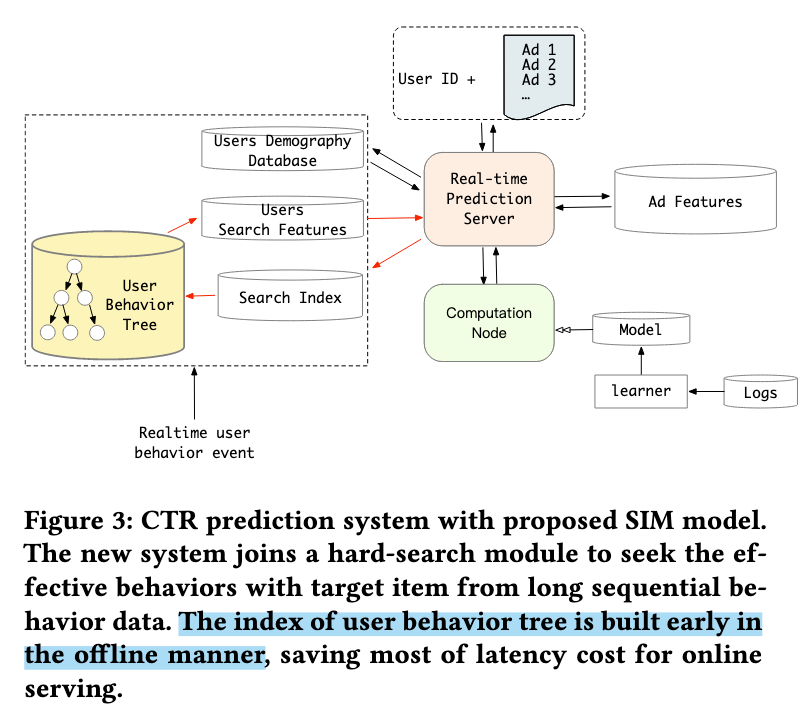 User ID +
Ad 1
Ad 2
Ad 3
…
Users Demography
Database
Real-time
Prediction
Server
Ad Features
Users
Search Features
User
Behavior
Tree
Search Index
Computation
Node
Model
learner
Logs
Realtime user
behavior event
Figure 3: CTR prediction system with proposed SIM model.
The new system joins a hard-search module to seek the ef-
fective behaviors with target item from long sequential be-
havior data. The index of user behavior tree is built early in
the offline manner, saving most of latency cost for online
serving.